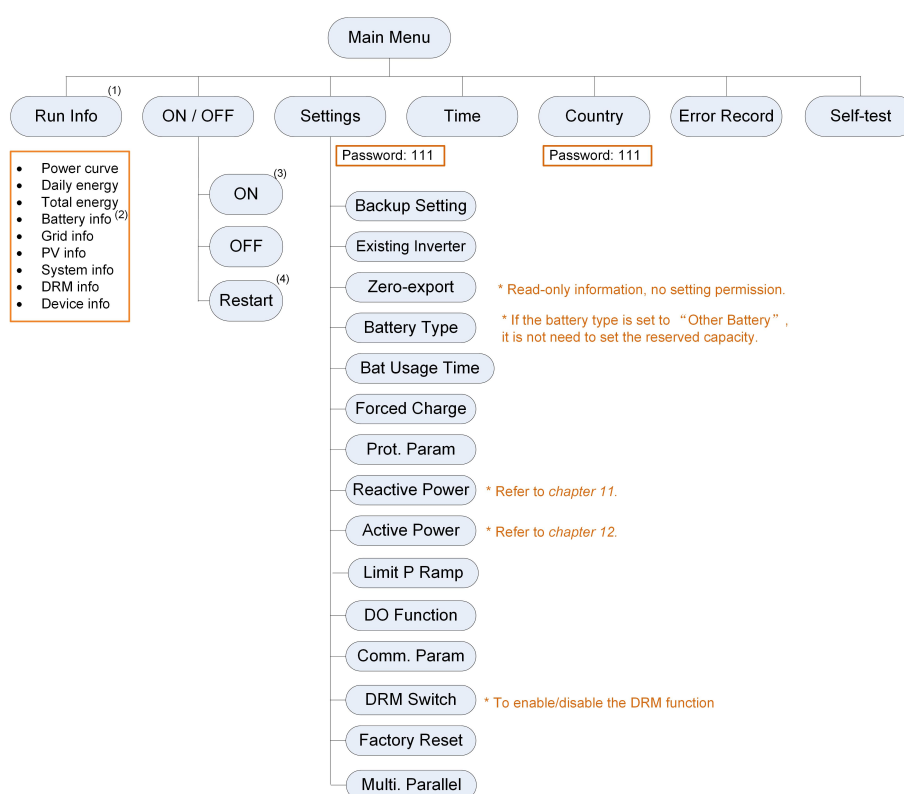 Main Menu
(1)
Run Info
ON / OFF
Settings
Time
Country
Error Record
Self-test
Password: 111
Password: 111
• Power curve
• Daily energy
• Total energy
• Battery info (2)
• Grid info
• PV info
• System info
• DRM info
• Device info
(3)
ON
OFF
(4)
Restart
Backup Setting
Existing Inverter
Zero-export
* Read-only information, no setting permission.
Battery Type
* If the battery type is set to “Other Battery”,
it is not need to set the reserved capacity.
Bat Usage Time
Forced Charge
Prot. Param
Reactive Power
* Refer to chapter 11.
Active Power
* Refer to chapter 12.
Limit P Ramp
DO Function
Comm. Param
DRM Switch
* To enable/disable the DRM function
Factory Reset
Multi. Parallel